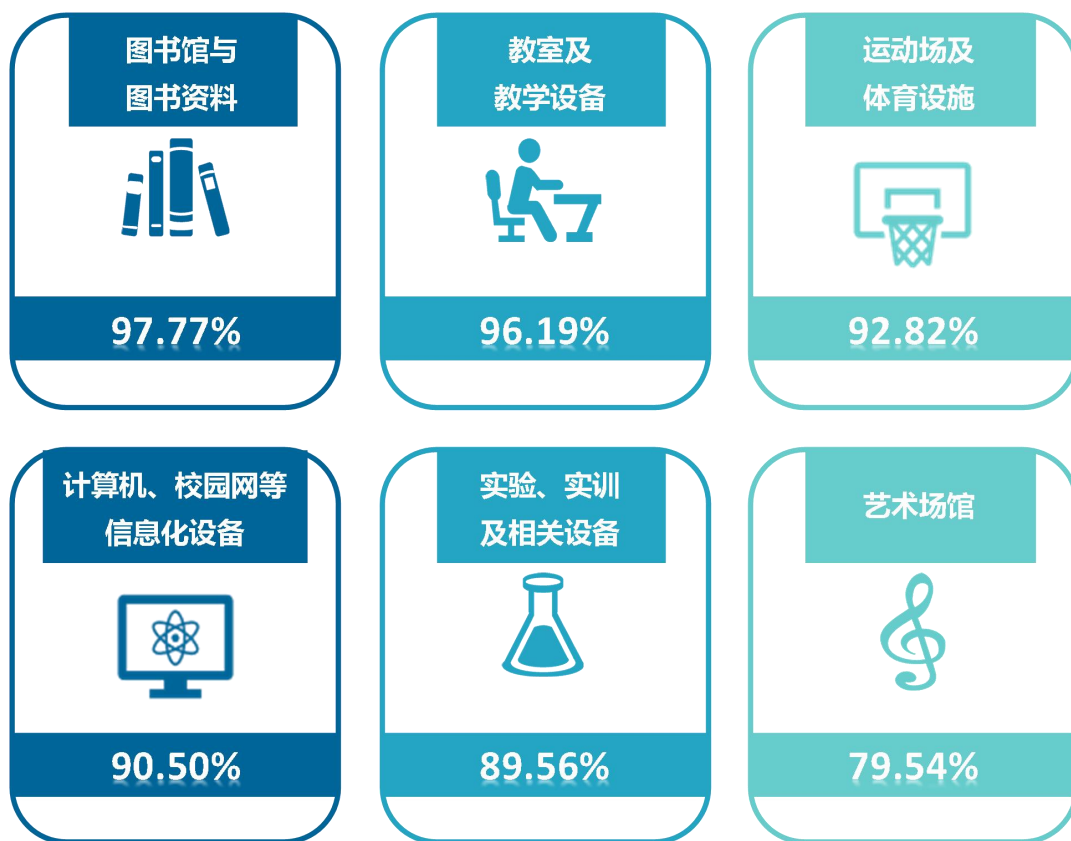 图书馆与
图书资料
97.77%
教室及
教学设备
96.19%
运动场及
体育设施
92.82%
计算机、校园网等
信息化设备
90.50%
实验、实训
及相关设备
89.56%
艺术场馆
79.54%